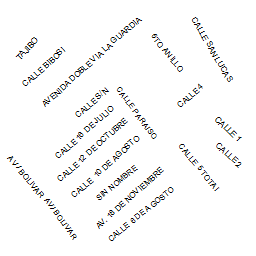 TAJIBO
CALLE BIBOSI
AVENIDA DOBLE VIA LA GUARDIA
6TO ANILLO
CALLE SAN LUCAS
CALLE S/N
CALLE PARAISO
CALLE 4
CALLE 16 DE JULIO
CALLE 12 DE OCTUBRE
CALLE 10 DE AGOSTO
SIN NOMBRE
AV. 18 DE NOVIEMBRE
CALLE 6 DE AGOSTO
CALLE 1
CALLE2
CALLE 5 TOTAI
AV. BOLIVAR AV. BOLIVAR